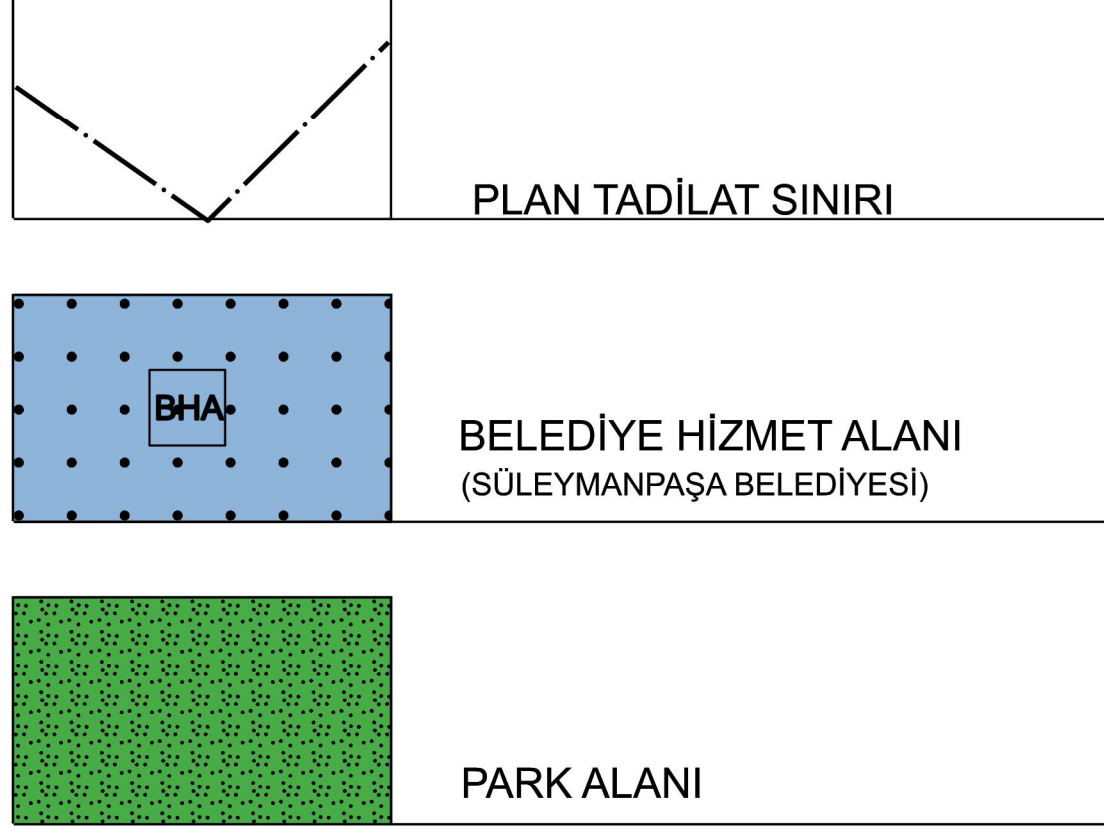 PLAN TADİLAT SINIRI
BHA
BELEDİYE HİZMET ALANI
(SÜLEYMANPAŞA BELEDİYESİ)
PARK ALANI